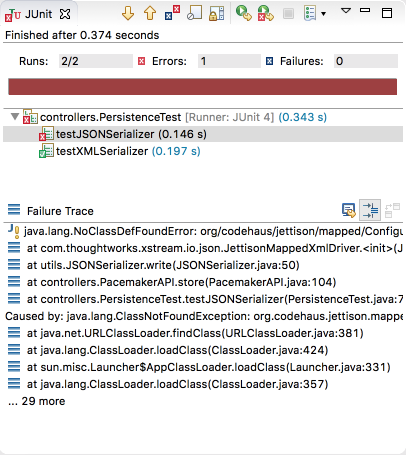 JUnit
Finished after 0.374 seconds
Runs: 2/2 Errors: 1 Failures: 0
controllers.PersistenceTest [Runner: JUnit 4] (0.343 s)
testJSONSerializer (0.146 s)
testXMLSerializer (0.197 s)
Failure Trace
java.lang.NoClassDefFoundError: org/codehaus/jettison/mapped/Configu
at com.thoughtworks.xstream.io.json.JettisonMappedXmlDriver.<init>(J
at utils.JSONSerializer.write(JSONSerializer.java:50)
at controllers.PacemakerAPI.store(PacemakerAPI.java:104)
at controllers.PersistenceTest.testJSONSerializer(PersistenceTest.java:7
Caused by: java.lang.ClassNotFoundException: org.codehaus.jettison.mappe
at java.net.URLClassLoader.findClass(URLClassLoader.java:381)
at java.lang.ClassLoader.loadClass(ClassLoader.java:424)
at sun.misc.Launcher$AppClassLoader.loadClass(Launcher.java:331)
at java.lang.ClassLoader.loadClass(ClassLoader.java:357)
... 29 more